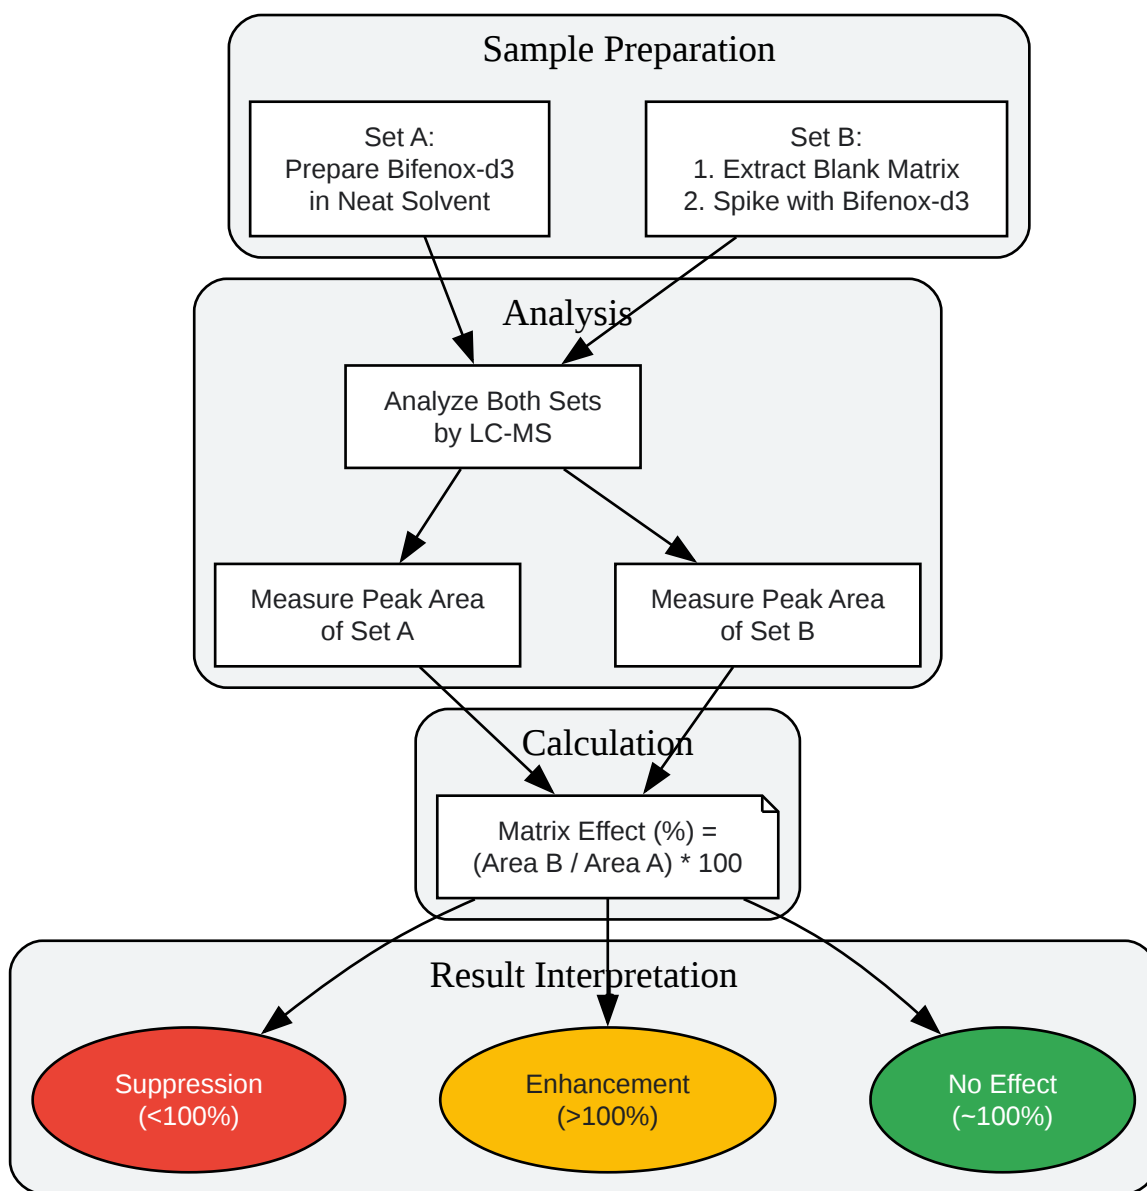 Sample Preparation
Set A:
Prepare Bifenox-d3
in Neat Solvent
Set B:
1. Extract Blank Matrix
2. Spike with Bifenox-d3
Analysis
Analyze Both Sets
by LC-MS
Measure Peak Area
of Set A
Measure Peak Area
of Set B
Calculation
Matrix Effect (%) =
(Area B / Area A) * 100
Result Interpretation
Suppression
(<100%)
Enhancement
(>100%)
No Effect
(~100%)